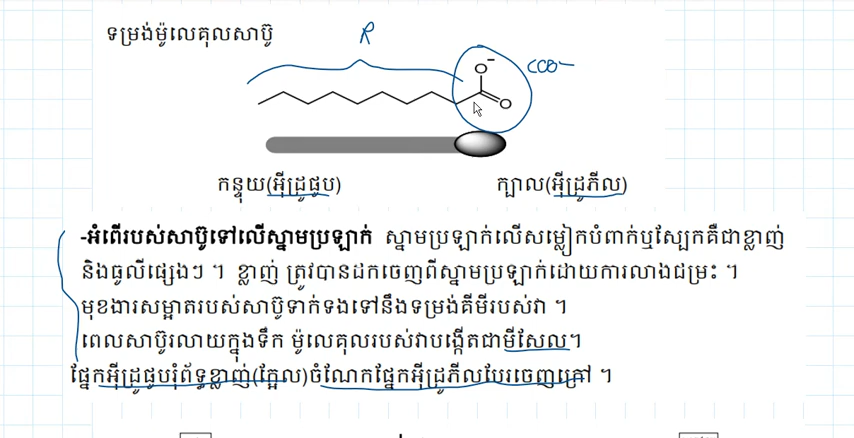 ទម្រង់ម៉ូលេគុលសាប៊ូ
R
O⁻
COO⁻
O
កន្ទុយ(អ៊ីដ្រូផូប)
ក្បាល(អ៊ីដ្រូភីល)
-អំពើរបស់សាប៊ូទៅលើស្នាមប្រឡាក់ ស្នាមប្រឡាក់លើសម្លៀកបំពាក់ឬស្បែកគឺជាខ្លាញ់
និងធូលីផ្សេងៗ ។ ខ្លាញ់ ត្រូវបានដកចេញពីស្នាមប្រឡាក់ដោយការលាងជម្រះ ។
មុខងារសម្អាតរបស់សាប៊ូទាក់ទងទៅនឹងទម្រង់គីមីរបស់វា ។
ពេលសាប៊ូរលាយក្នុងទឹក ម៉ូលេគុលរបស់វាបង្កើតជាមីសែល។
ផ្នែកអ៊ីដ្រូផូបរុំព័ទ្ធខ្លាញ់(ក្អែល)ចំណែកផ្នែកអ៊ីដ្រូភីលបែរចេញក្រៅ ។